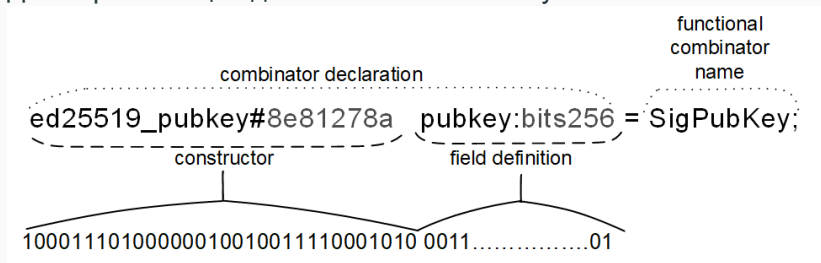 functional
combinator
name
combinator declaration
ed25519_pubkey#8e81278a pubkey:bits256 = SigPubKey;
constructor
field definition
10001110100000010010011110001010 0011................01